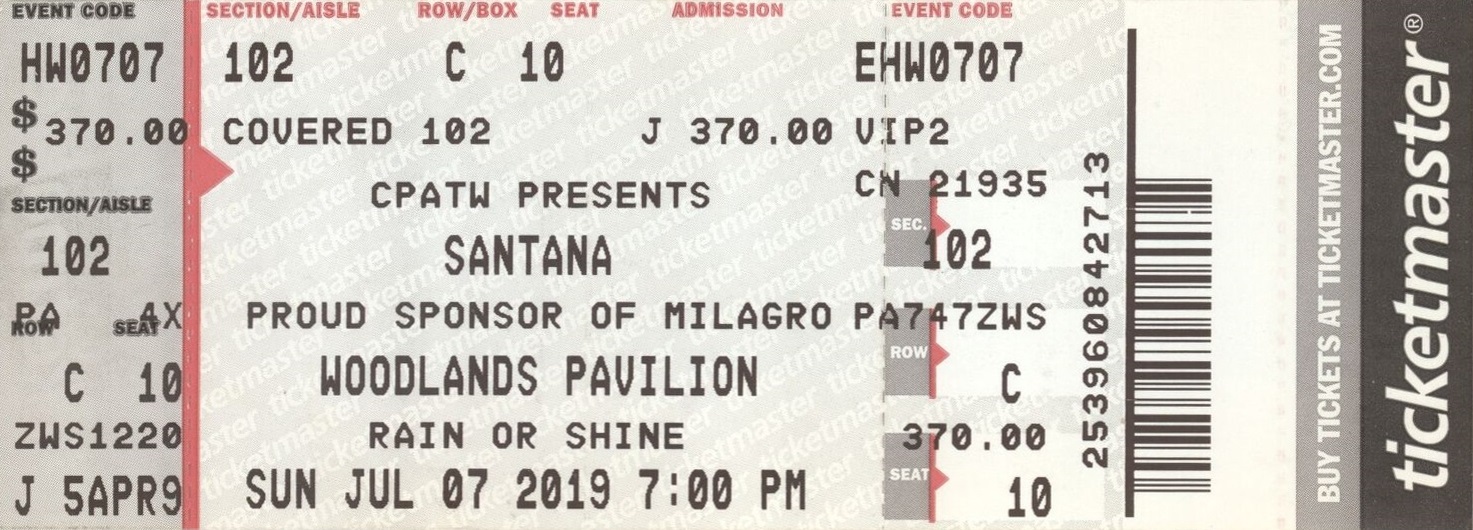 EVENT CODE SECTION/AISLE ROW/BOX SEAT ADMISSION EVENT CODE
HW0707 102 C 10 EHW0707
$ 370.00 COVERED 102 J 370.00 VIP2
$
CPATW PRESENTS CN 21935
SECTION/AISLE
SEC.
102 SANTANA 102
PA 4X PROUD SPONSOR OF MILAGRO PA747ZWS
ROW SEAT
ROW
C 10 WOODLANDS PAVILION C
ZWS1220 RAIN OR SHINE 370.00
SEAT
J 5APR9 SUN JUL 07 2019 7:00 PM 10
253960842713
BUY TICKETS AT TICKETMASTER.COM
ticketmaster®